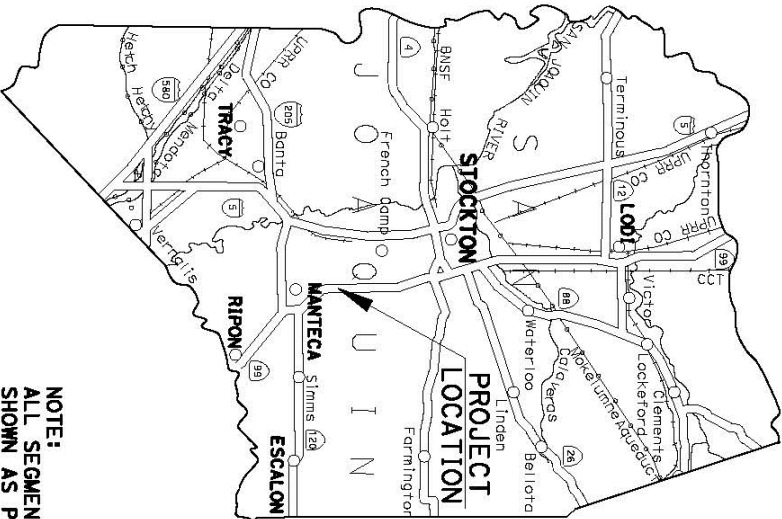 SAN JOAQUIN
RIVER
Terminous
5
Thornton
UPRR CO
12
LODI
UPRR CO
99
CCT
Victor
Lockeford
Clements
Mokelumne Aqueduct
88
Waterloo
Calaveras
26
Bellota
Linden
4
BNSF
Holt
STOCKTON
S
A
J
O
A
Q
U
I
N
French Camp
PROJECT
LOCATION
Farmington
UPRR CO
205
Banta
TRACY
Delta
Mendota
580
Hetch
Hetchy
5
Vernalis
MANTECA
RIPON
99
Simms
120
ESCALON
NOTE:
ALL SEGMEN
SHOWN AS P